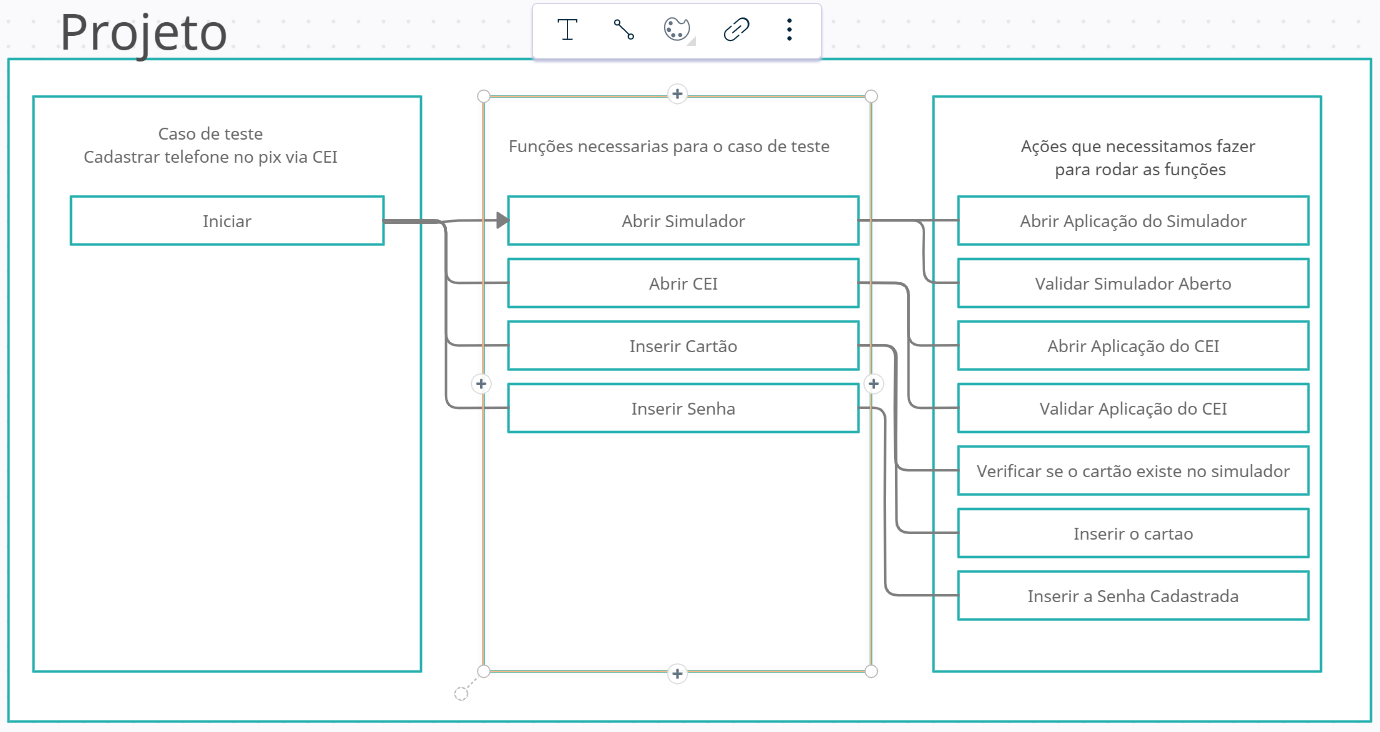 Projeto
Caso de teste
Cadastrar telefone no pix via CEI
Iniciar
Funções necessarias para o caso de teste
Abrir Simulador
Abrir CEI
Inserir Cartão
Inserir Senha
Ações que necessitamos fazer
para rodar as funções
Abrir Aplicação do Simulador
Validar Simulador Aberto
Abrir Aplicação do CEI
Validar Aplicação do CEI
Verificar se o cartão existe no simulador
Inserir o cartao
Inserir a Senha Cadastrada